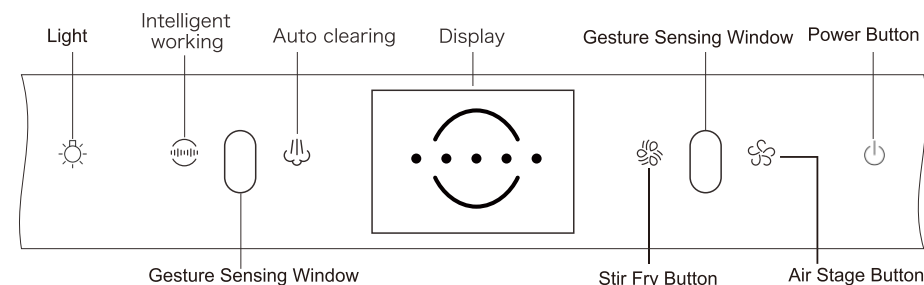 Light
Intelligent
working
Auto clearing
Display
Gesture Sensing Window
Power Button
Gesture Sensing Window
Stir Fry Button
Air Stage Button